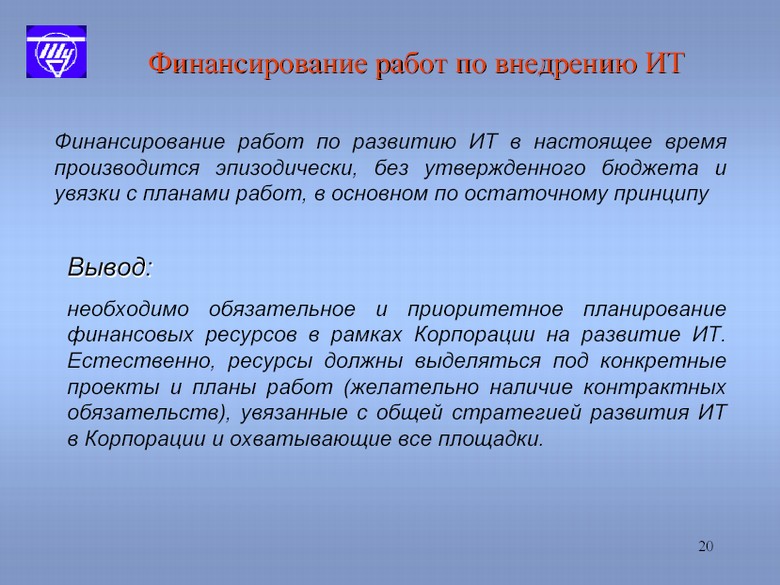 Финансирование работ по внедрению ИТ
Финансирование работ по развитию ИТ в настоящее время
производится эпизодически, без утвержденного бюджета и
увязки с планами работ, в основном по остаточному принципу
Вывод:
необходимо обязательное и приоритетное планирование
финансовых ресурсов в рамках Корпорации на развитие ИТ.
Естественно, ресурсы должны выделяться под конкретные
проекты и планы работ (желательно наличие контрактных
обязательств), увязанные с общей стратегией развития ИТ
в Корпорации и охватывающие все площадки.
20